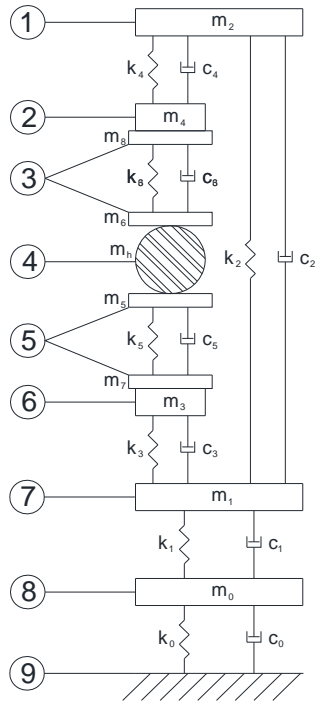 1 m₂
k₄ c₄
2 m₄
m₈
3 k₈ c₈
m₆
4 mₕ k₂ c₂
m₅
5 k₅ c₅
m₇
6 m₃
k₃ c₃
7 m₁
k₁ c₁
8 m₀
k₀ c₀
9